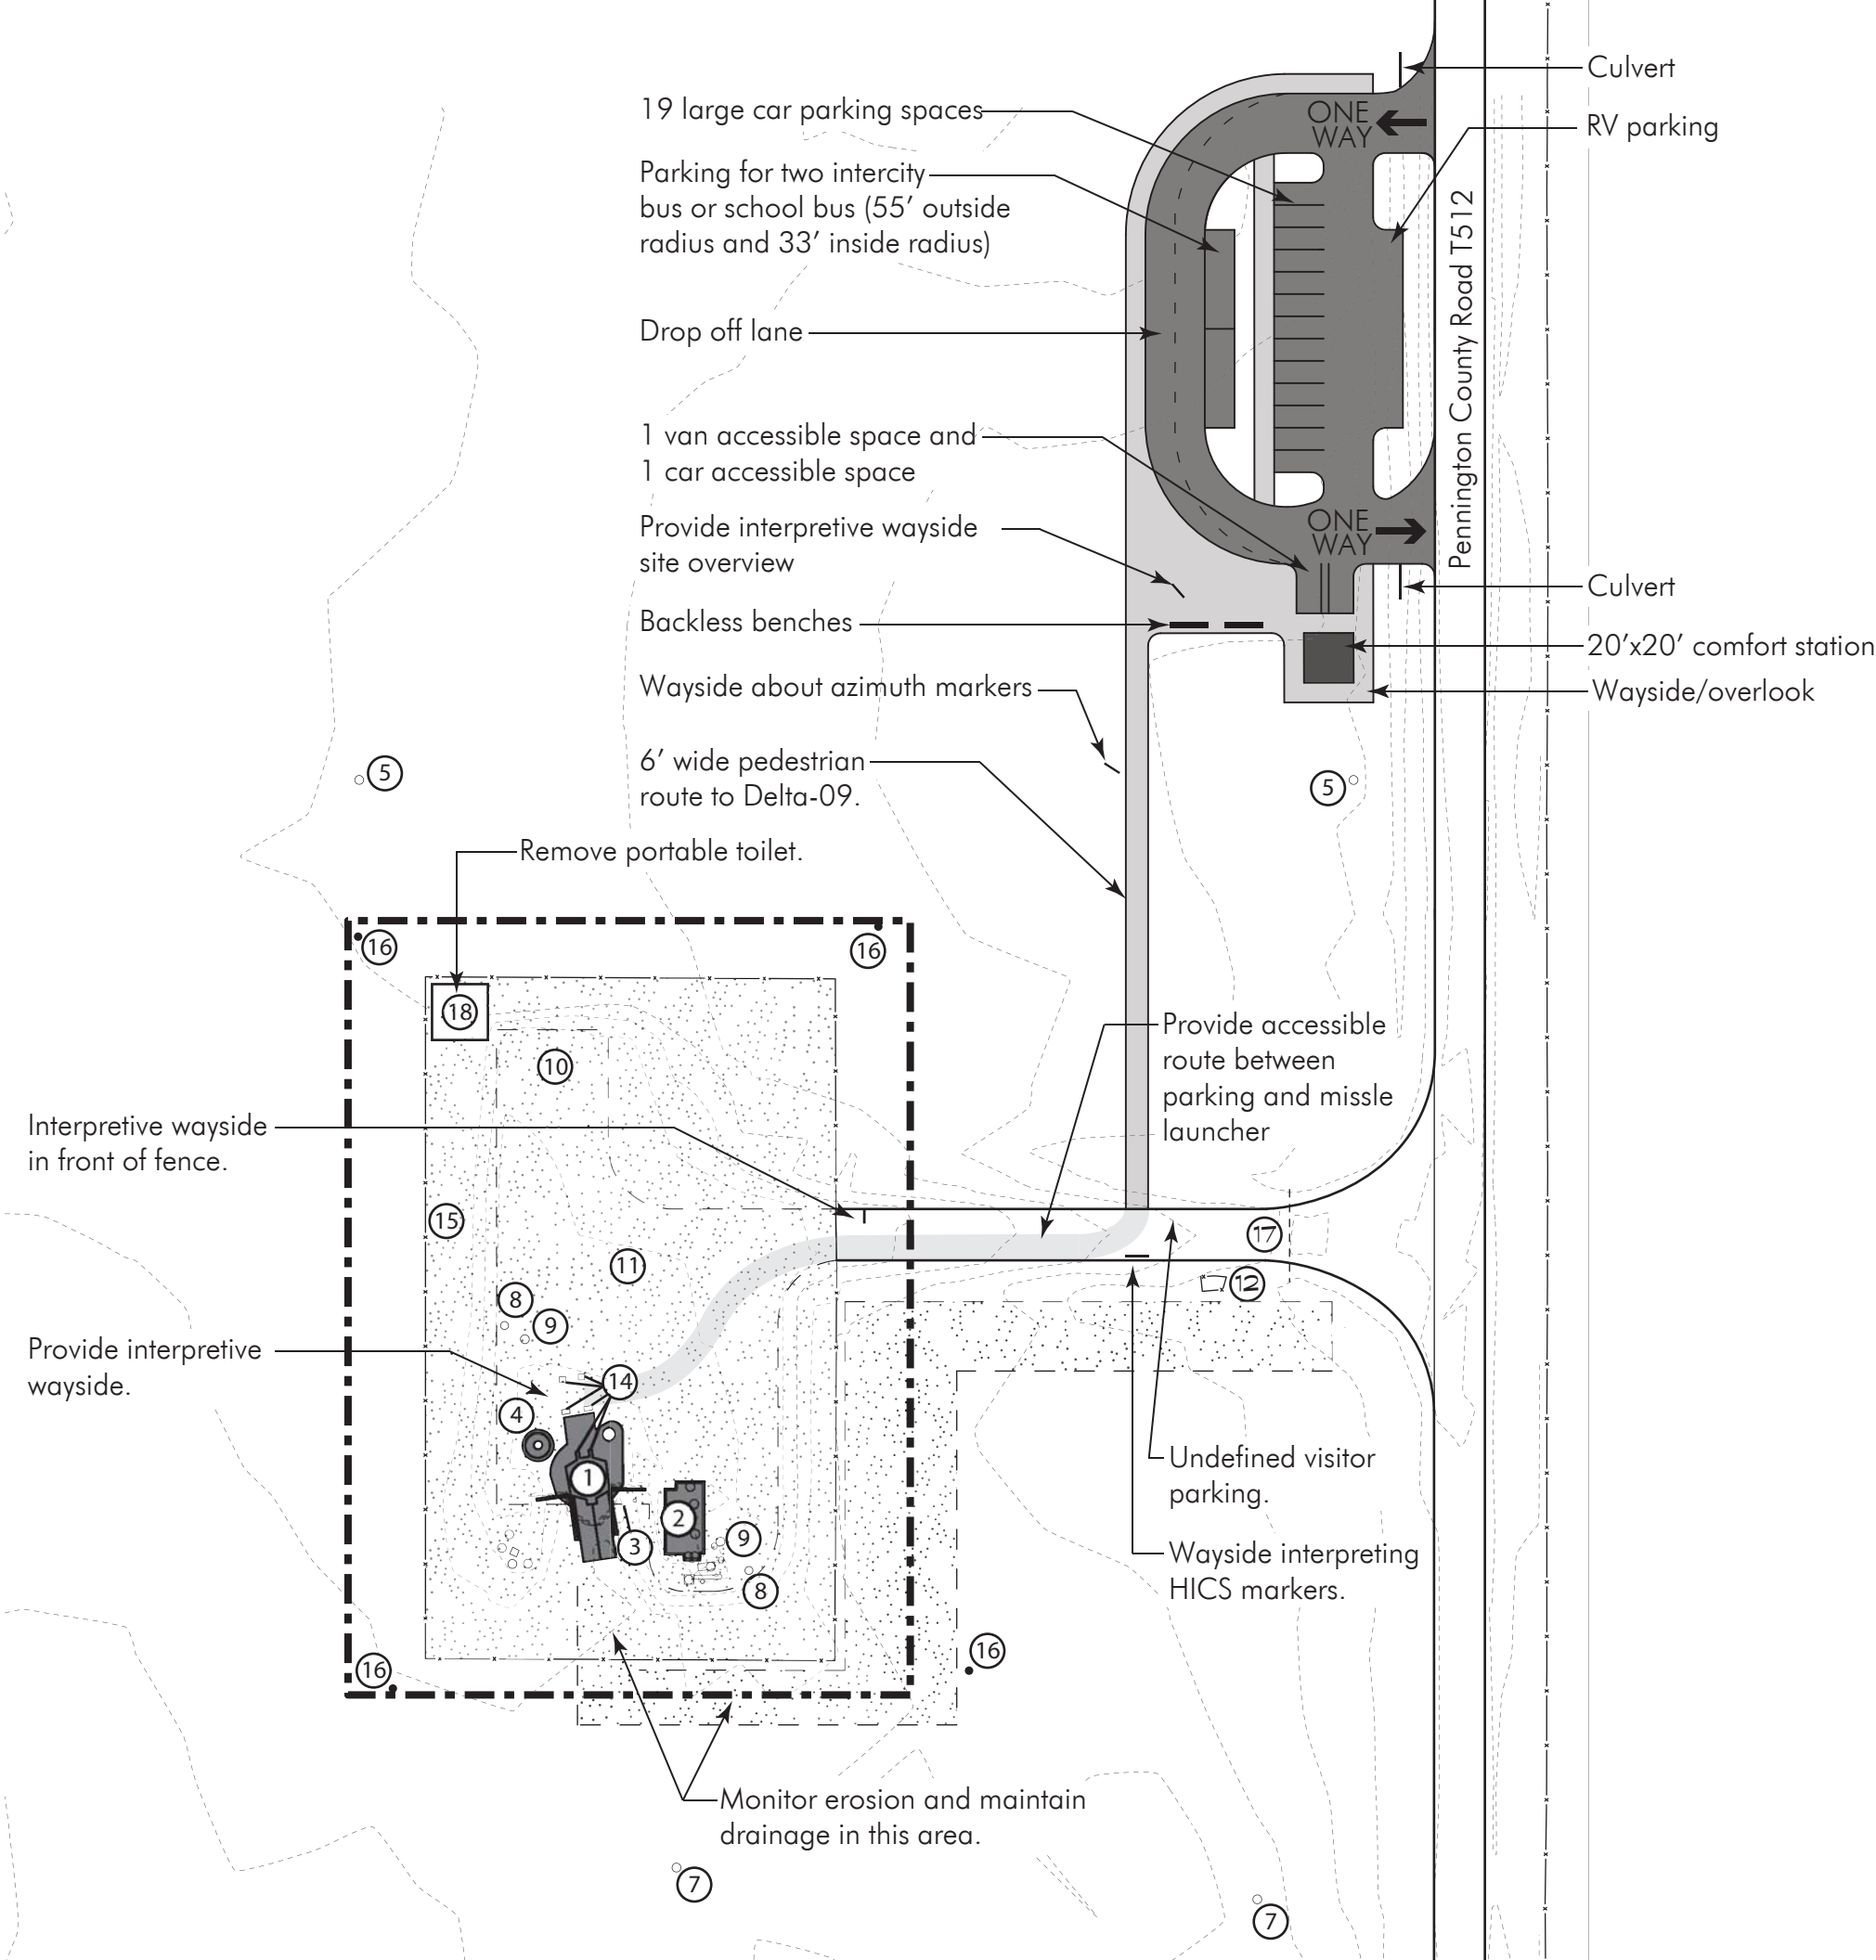 Culvert
19 large car parking spaces
ONE
WAY
RV parking
Parking for two intercity
bus or school bus (55' outside
radius and 33' inside radius)
Pennington County Road T512
Drop off lane
1 van accessible space and
1 car accessible space
Provide interpretive wayside
site overview
ONE
WAY
Culvert
Backless benches
20'x20' comfort station
Wayside about azimuth markers
Wayside/overlook
6' wide pedestrian
route to Delta-09.
5
5
Remove portable toilet.
16
16
18
10
Provide accessible
route between
parking and missle
launcher
Interpretive wayside
in front of fence.
15
17
11
12
8
9
Provide interpretive
wayside.
14
4
1
2
3
9
8
Undefined visitor
parking.
Wayside interpreting
HICS markers.
16
16
Monitor erosion and maintain
drainage in this area.
7
7